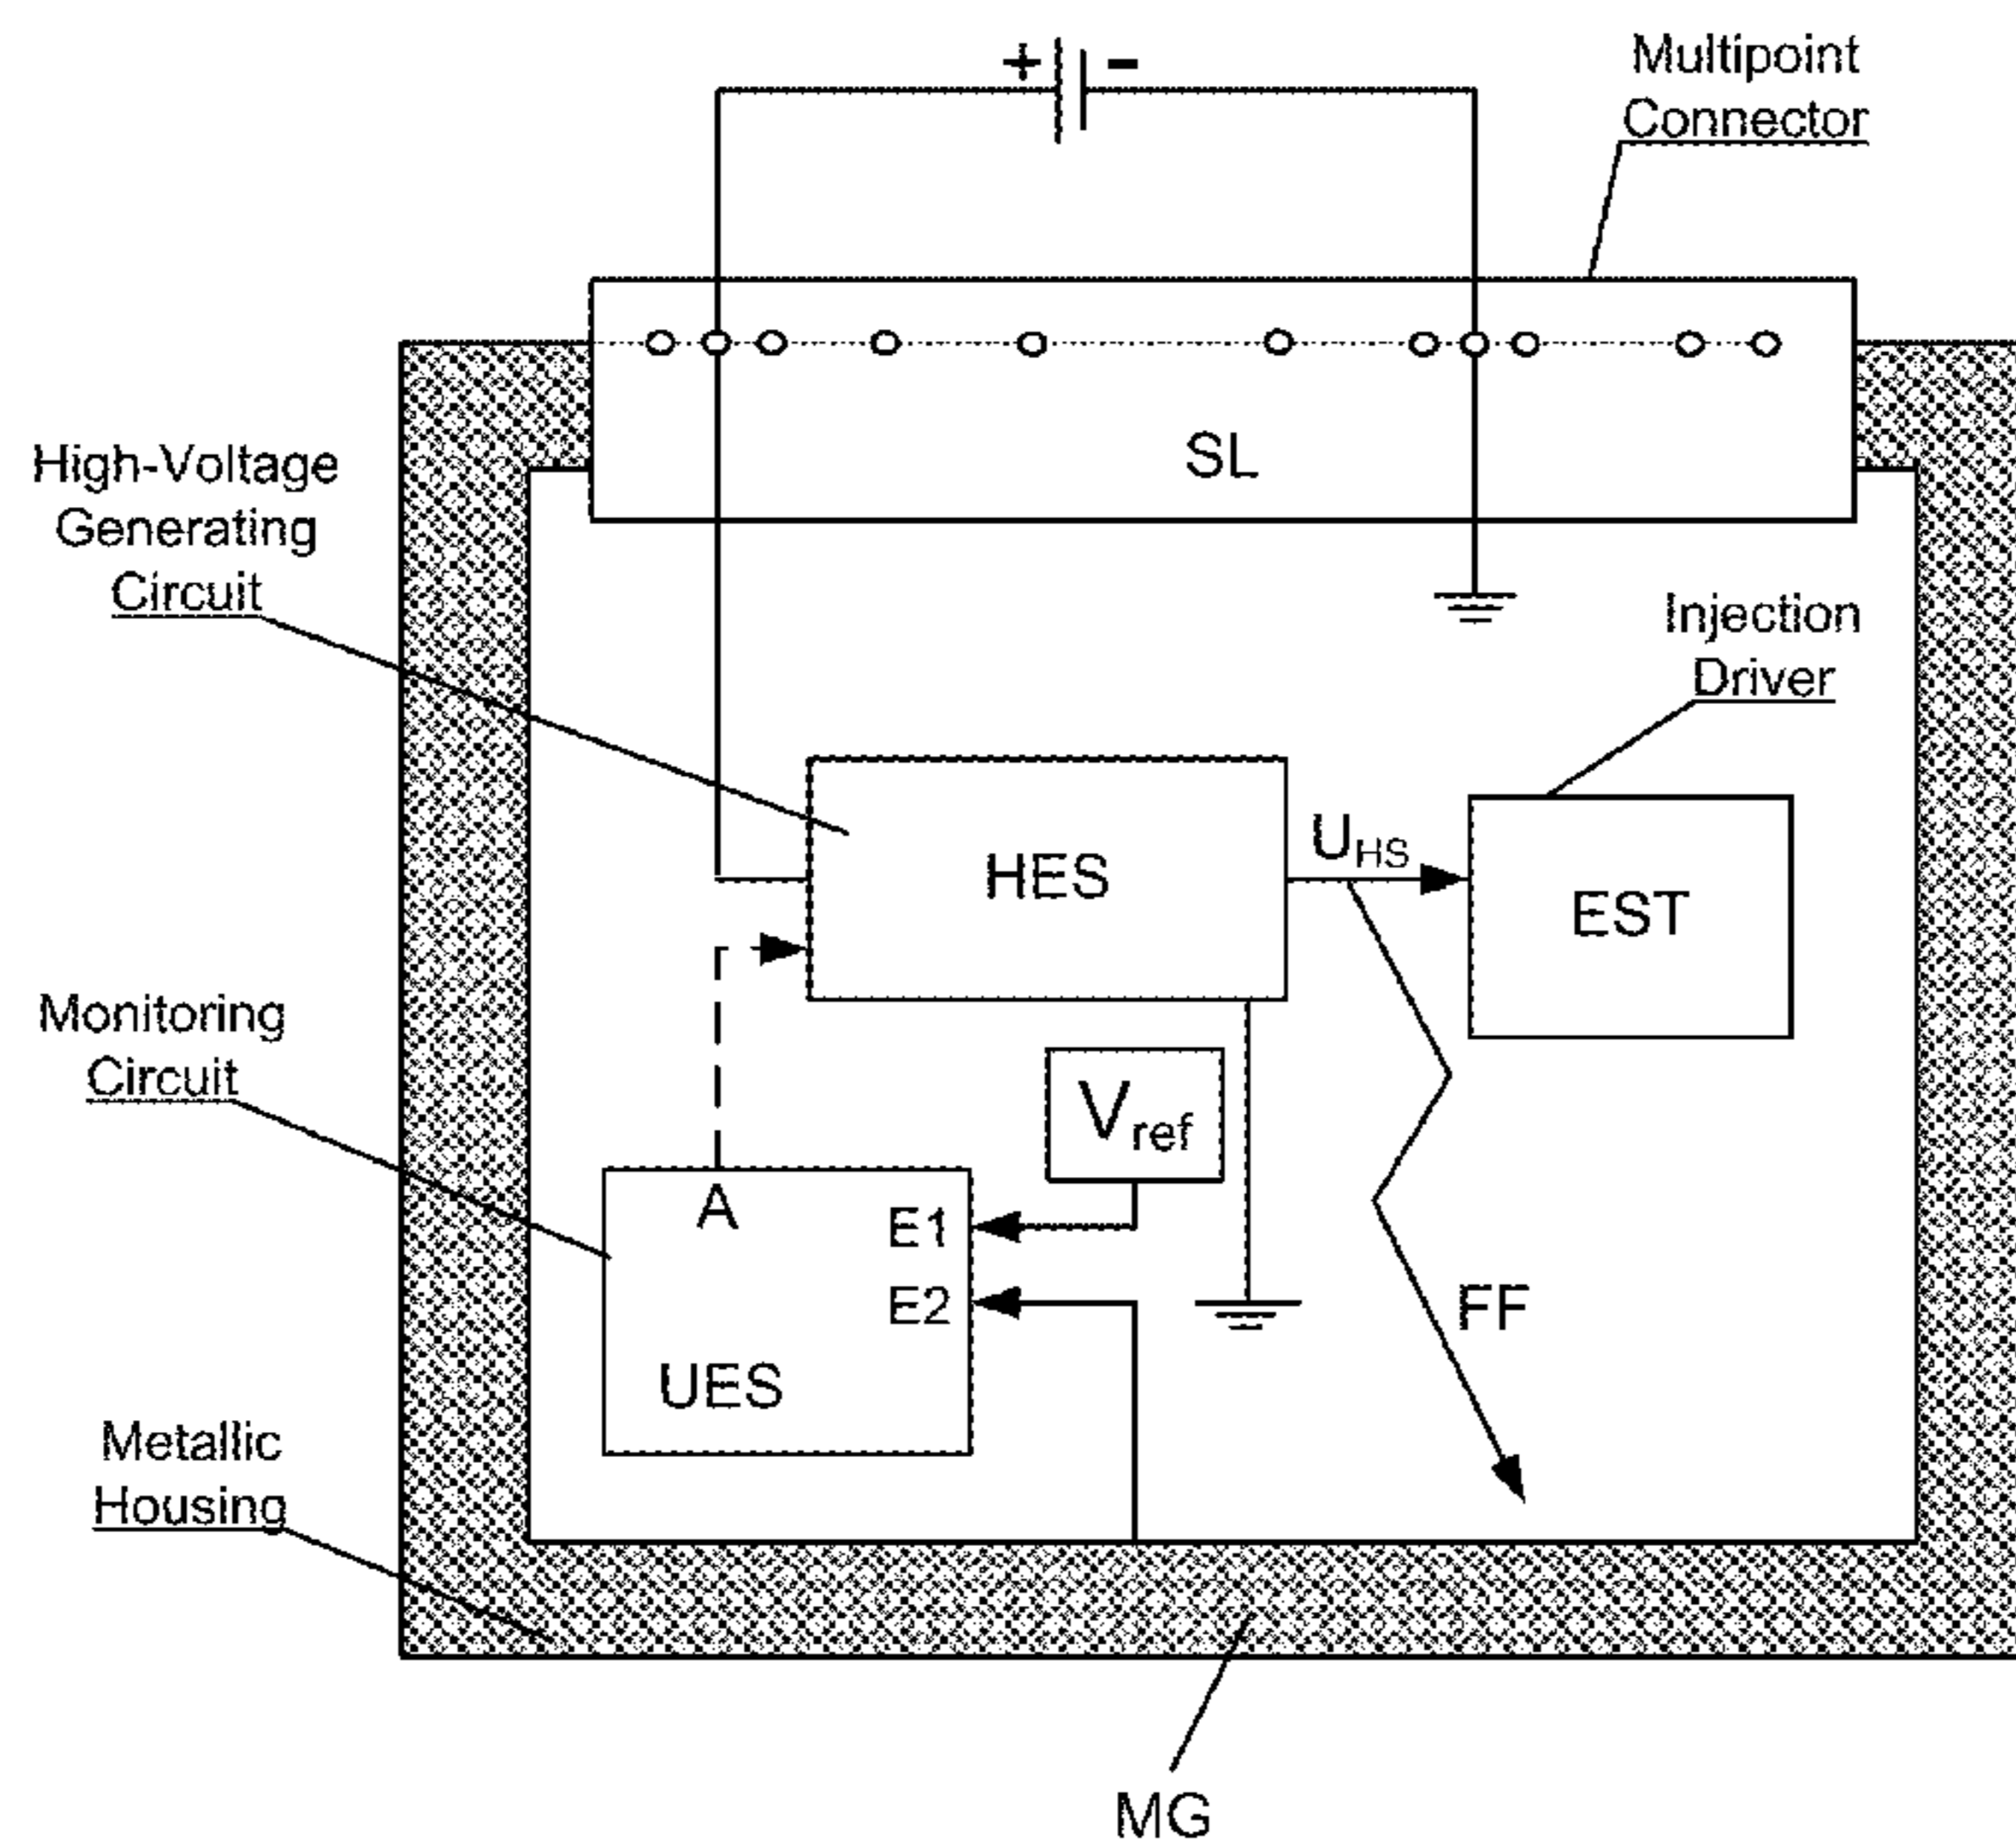 + -
Multipoint
Connector
SL
High-Voltage
Generating
Circuit
Injection
Driver
HES
UHS
EST
Monitoring
Circuit
Vref
A
E1
E2
FF
UES
Metallic
Housing
MG